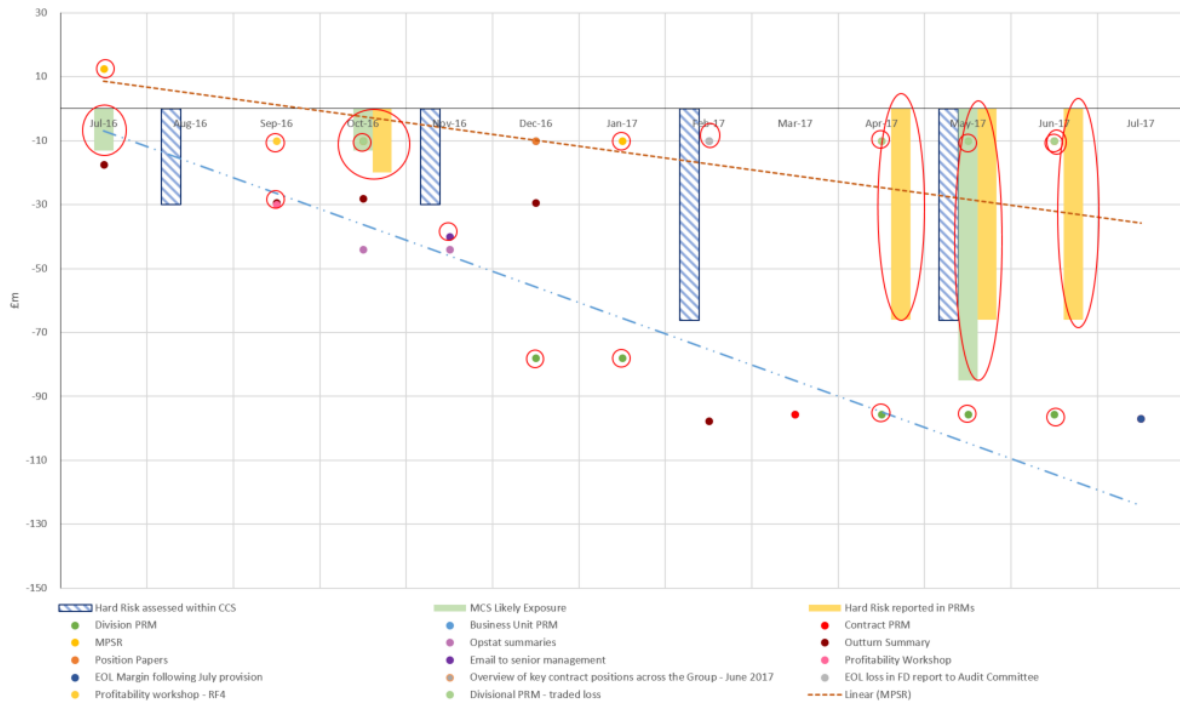 30
10
-10
-30
-50
-70
-90
-110
-130
-150
£m
Jul-16 Aug-16 Sep-16 Oct-16 Nov-16 Dec-16 Jan-17 Feb-17 Mar-17 Apr-17 May-17 Jun-17 Jul-17
Hard Risk assessed within CCS MCS Likely Exposure Hard Risk reported in PRMs
Division PRM Business Unit PRM Contract PRM
MPSR Opstat summaries Outturn Summary
Position Papers Email to senior management Profitability Workshop
EOL Margin following July provision Overview of key contract positions across the Group - June 2017 EOL loss in FD report to Audit Committee
Profitability workshop - RF4 Divisional PRM - traded loss Linear (MPSR)